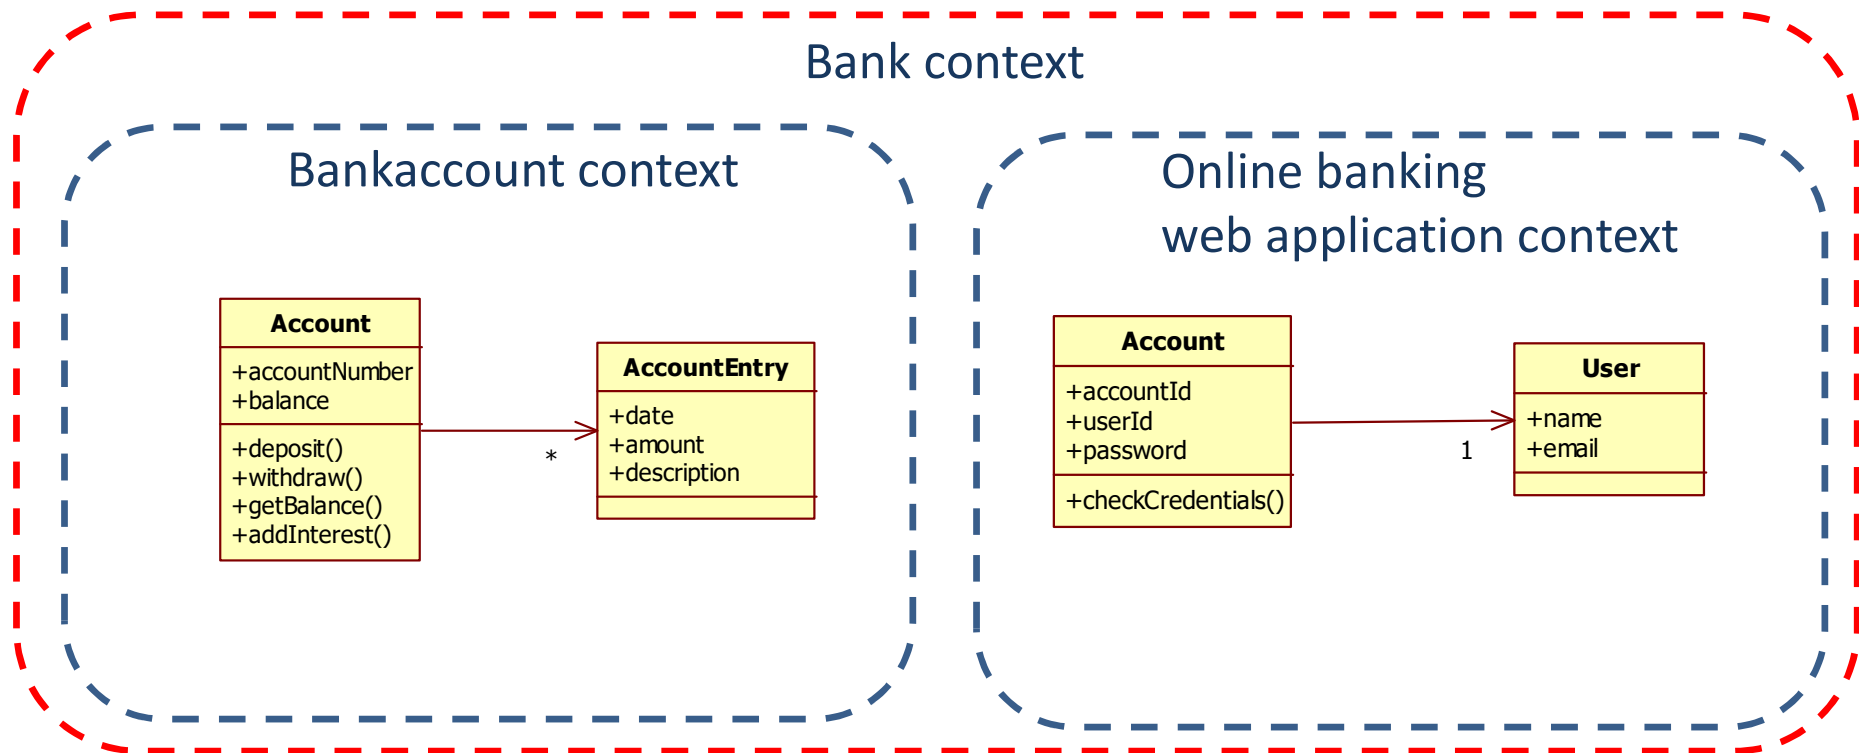 Bank context
Bankaccount context
Online banking
web application context
Account
+accountNumber
+balance
+deposit()
+withdraw()
+getBalance()
+addInterest()
*
AccountEntry
+date
+amount
+description
Account
+accountId
+userId
+password
+checkCredentials()
1
User
+name
+email